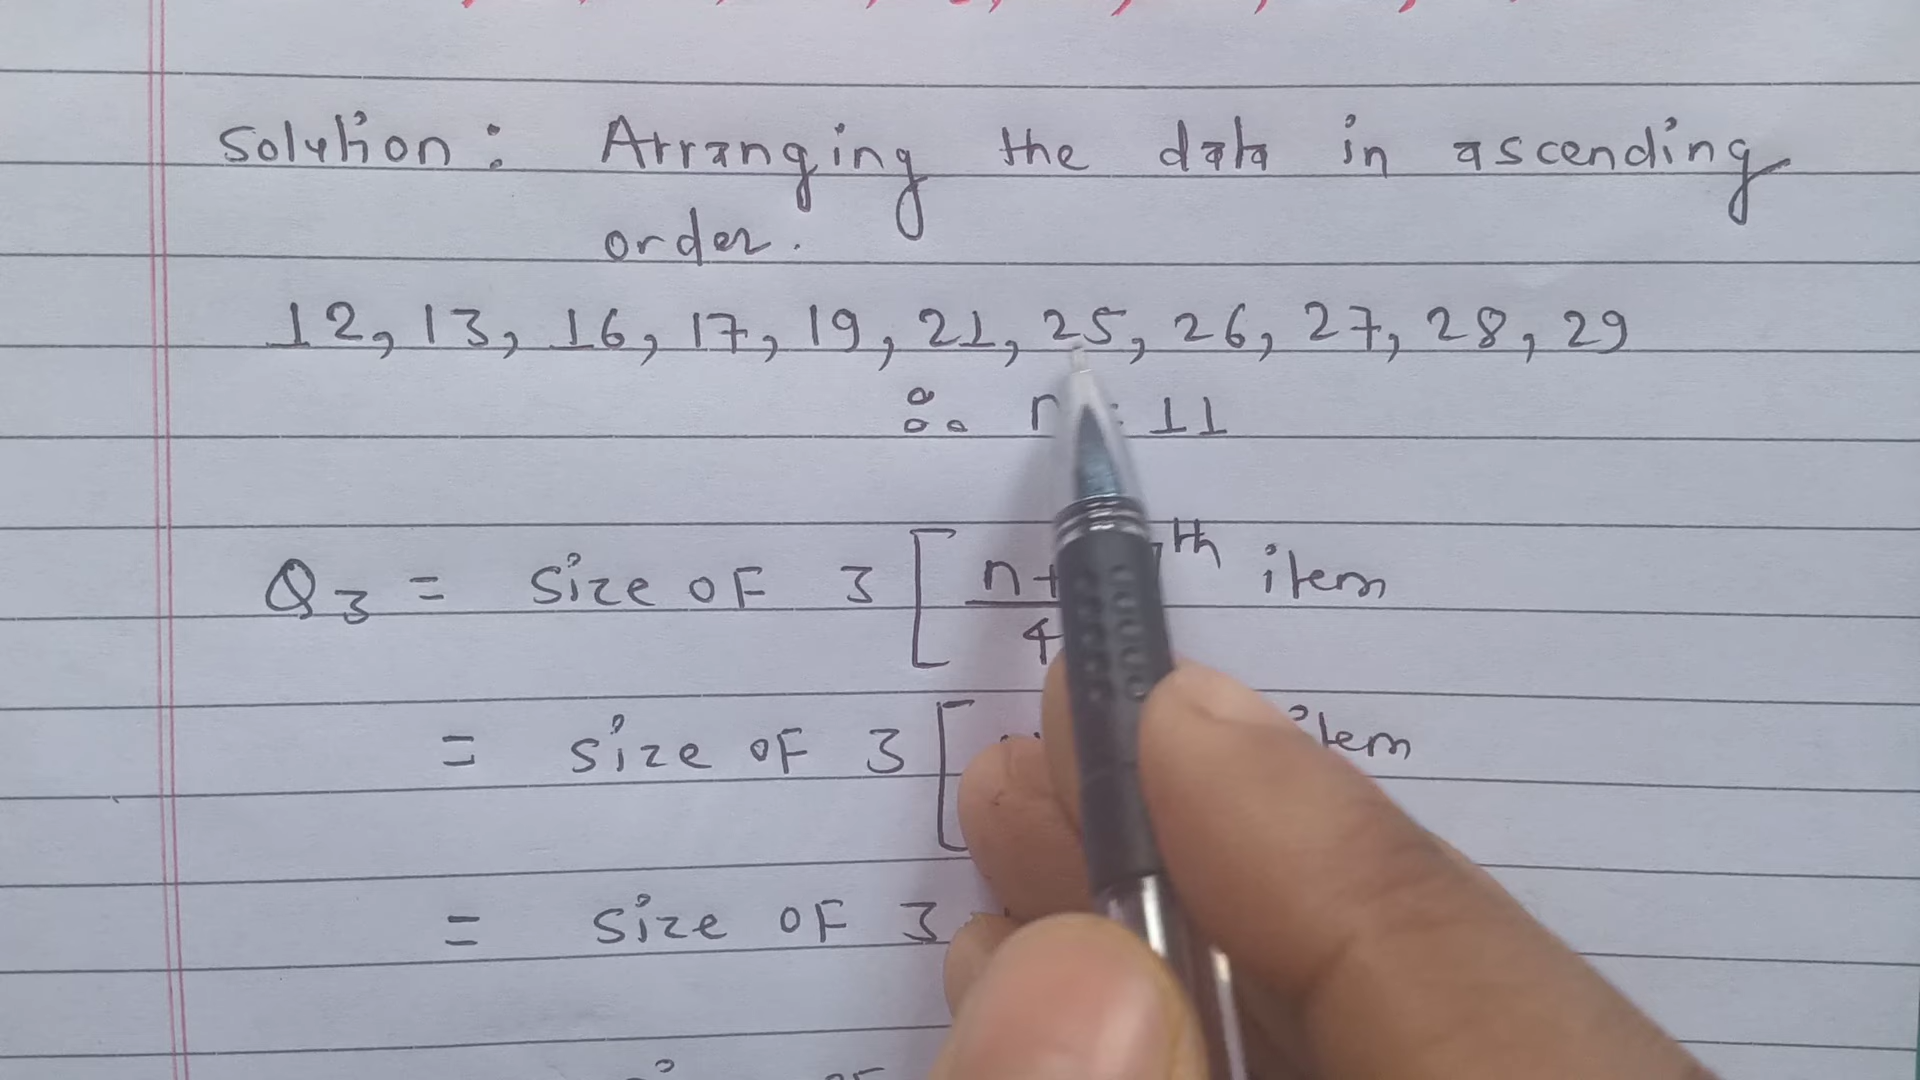 Solution: Arranging the data in ascending
order.
12, 13, 16, 17, 19, 21, 25, 26, 27, 28, 29
∴ n = 11
Q3 = size OF 3 [ n+ th item
4
= size OF 3 [ item
= size OF 3